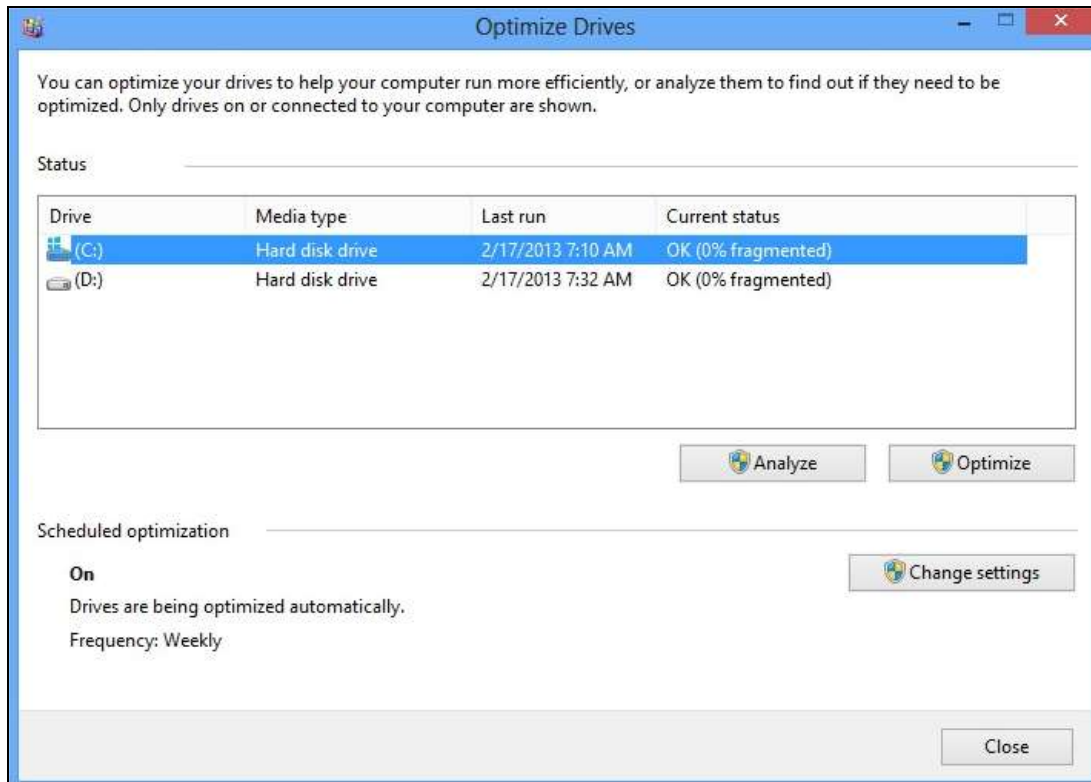 Optimize Drives
You can optimize your drives to help your computer run more efficiently, or analyze them to find out if they need to be
optimized. Only drives on or connected to your computer are shown.
Status
Drive Media type Last run Current status
(C:) Hard disk drive 2/17/2013 7:10 AM OK (0% fragmented)
(D:) Hard disk drive 2/17/2013 7:32 AM OK (0% fragmented)
Analyze Optimize
Scheduled optimization
On Change settings
Drives are being optimized automatically.
Frequency: Weekly
Close